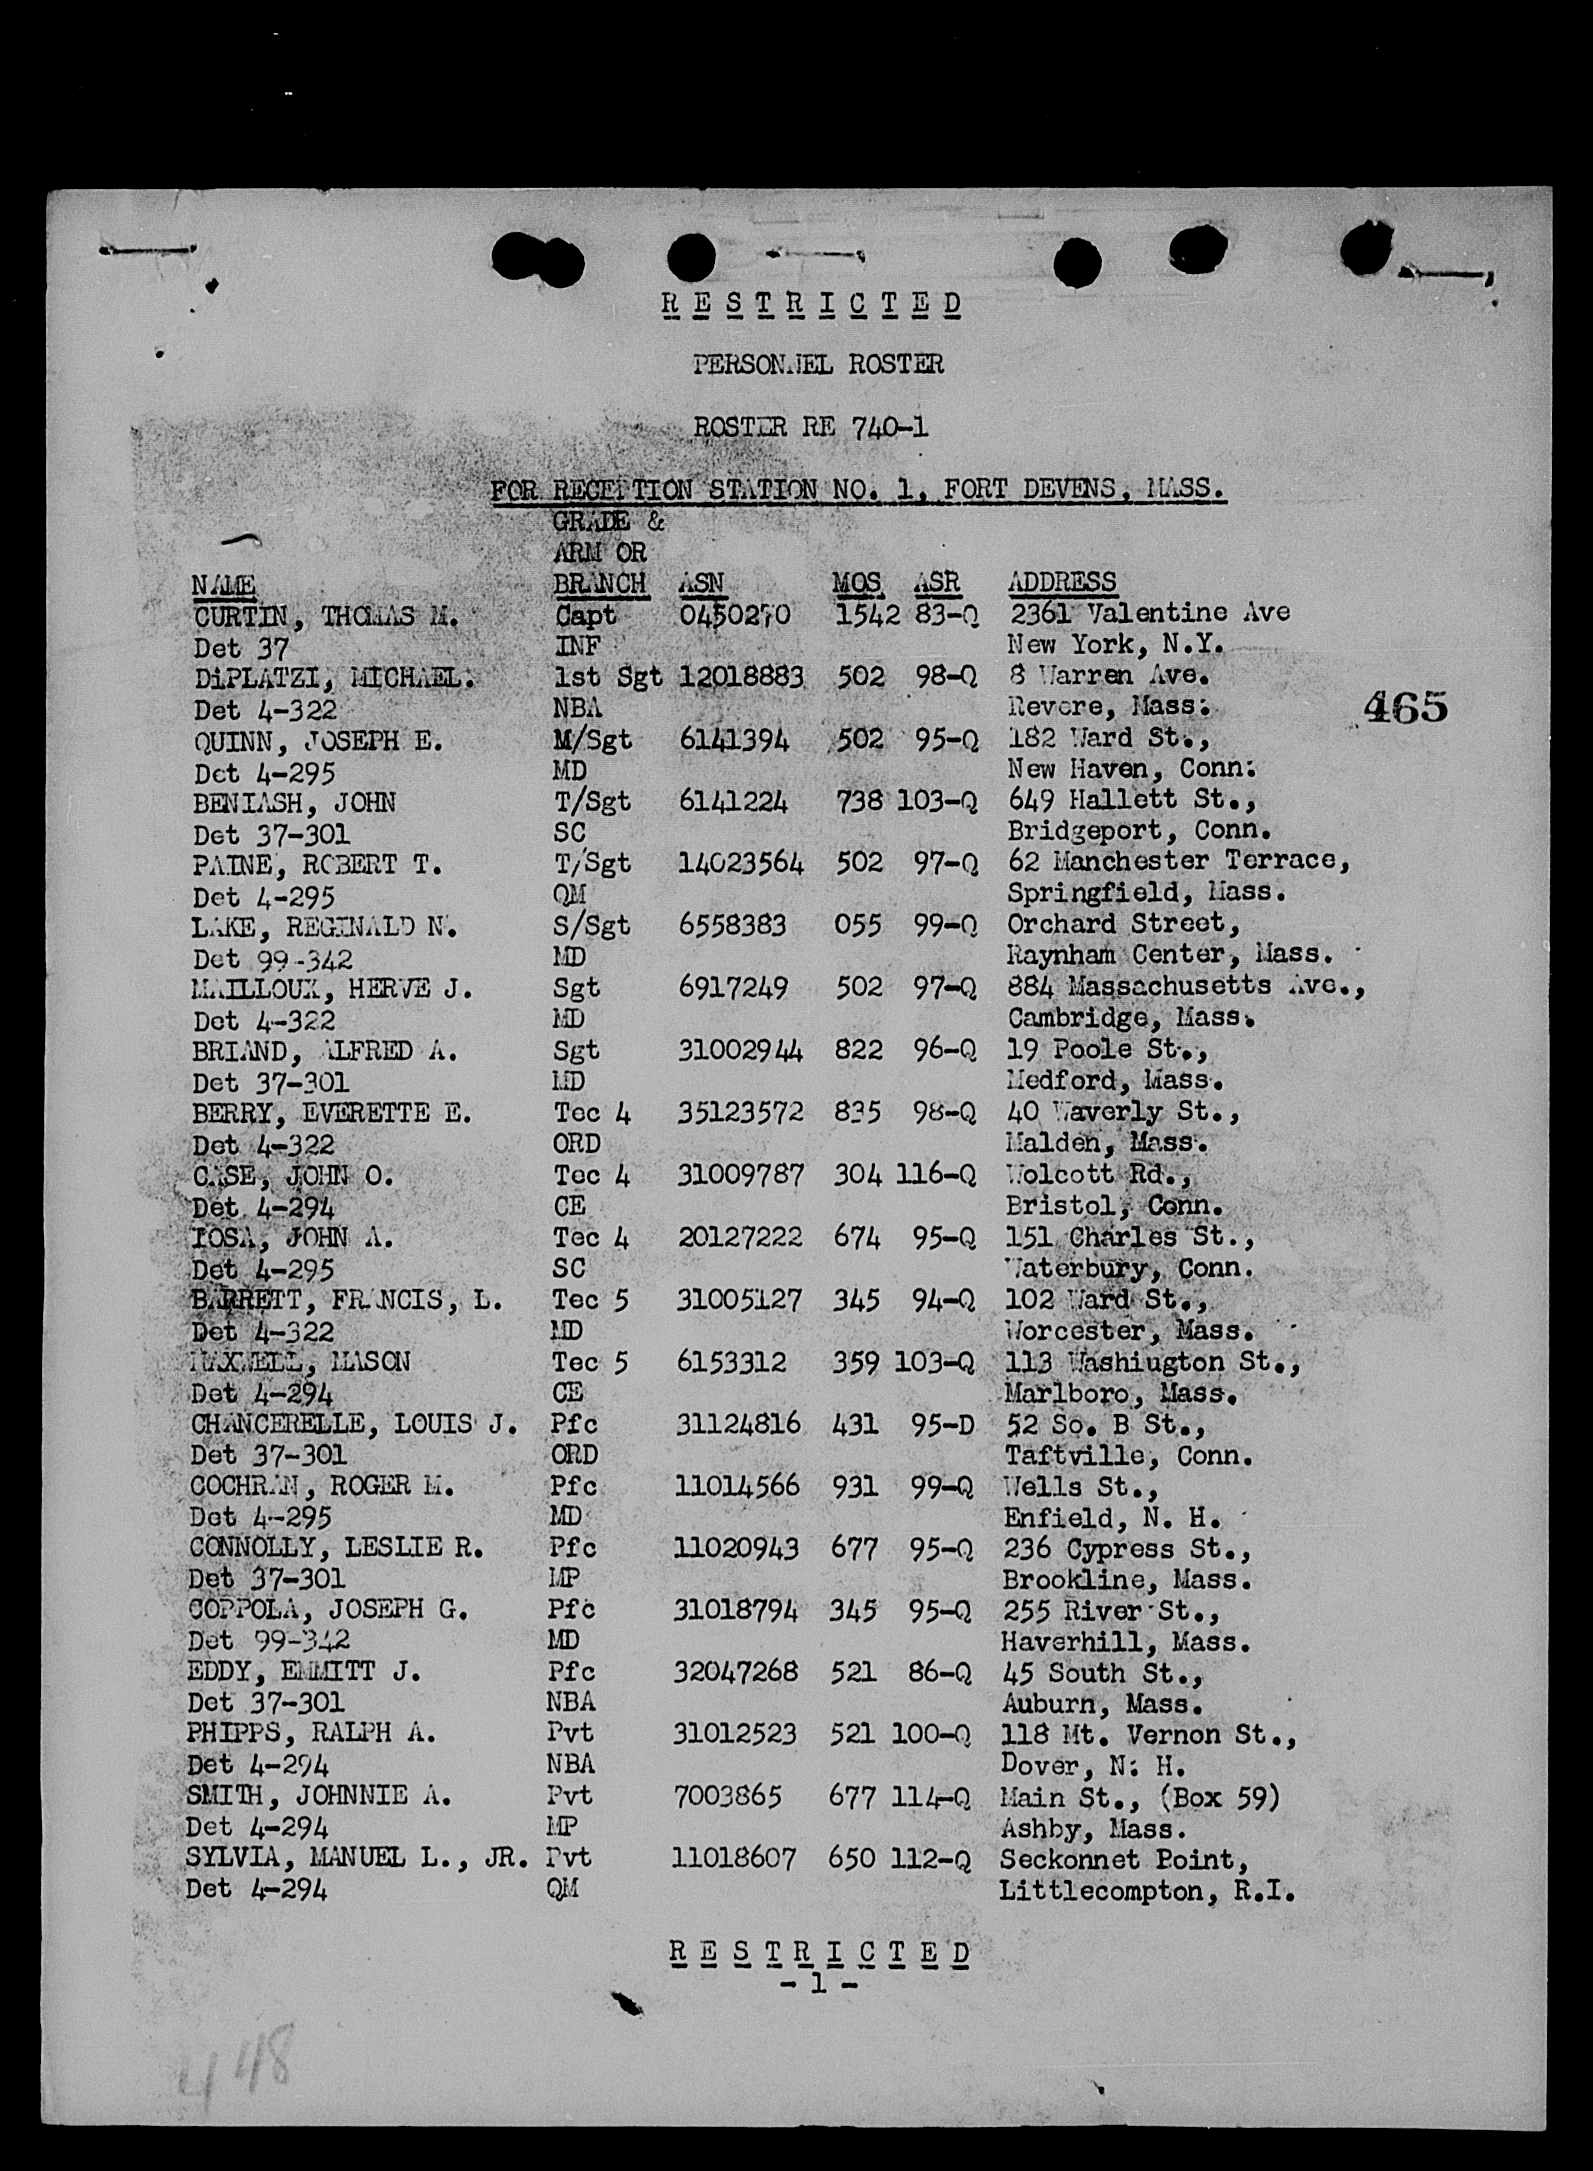 RESTRICTED
PERSONNEL ROSTER
ROSTER RE 740-1
FOR RECEPTION STATION NO. 1, FORT DEVENS, MASS.
GRADE &
ARM OR
NAME BRANCH ASN MOS ASR ADDRESS
CURTIN, THOMAS M. Capt 0450270 1542 83-Q 2361 Valentine Ave
Det 37 INF New York, N.Y.
DiPLATZI, MICHAEL. 1st Sgt 12018883 502 98-Q 8 Warren Ave.
Det 4-322 NBA Revere, Mass.
465
QUINN, JOSEPH E. M/Sgt 6141394 502 95-Q 182 Ward St.,
Det 4-295 MD New Haven, Conn.
BENIASH, JOHN T/Sgt 6141224 738 103-Q 649 Hallett St.,
Det 37-301 SC Bridgeport, Conn.
PAINE, ROBERT T. T/Sgt 14023564 502 97-Q 62 Manchester Terrace,
Det 4-295 QM Springfield, Mass.
LAKE, REGINALD N. S/Sgt 6558383 055 99-Q Orchard Street,
Det 99-342 MD Raynham Center, Mass.
MAILLOUX, HERVE J. Sgt 6917249 502 97-Q 884 Massachusetts Ave.,
Det 4-322 MD Cambridge, Mass.
BRIAND, ALFRED A. Sgt 31002944 822 96-Q 19 Poole St.,
Det 37-301 MD Medford, Mass.
BERRY, EVERETTE E. Tec 4 35123572 835 98-Q 40 Waverly St.,
Det 4-322 ORD Malden, Mass.
CASE, JOHN O. Tec 4 31009787 304 116-Q Wolcott Rd.,
Det 4-294 CE Bristol, Conn.
IOSA, JOHN A. Tec 4 20127222 674 95-Q 151 Charles St.,
Det 4-295 SC Waterbury, Conn.
BARRETT, FRANCIS, L. Tec 5 31005127 345 94-Q 102 Ward St.,
Det 4-322 MD Worcester, Mass.
MAXWELL, MASON Tec 5 6153312 359 103-Q 113 Washiugton St.,
Det 4-294 CE Marlboro, Mass.
CHANCERELLE, LOUIS J. Pfc 31124816 431 95-D 52 So. B St.,
Det 37-301 ORD Taftville, Conn.
COCHRAN, ROGER M. Pfc 11014566 931 99-Q Wells St.,
Det 4-295 MD Enfield, N. H.
CONNOLLY, LESLIE R. Pfc 11020943 677 95-Q 236 Cypress St.,
Det 37-301 MP Brookline, Mass.
COPPOLA, JOSEPH G. Pfc 31018794 345 95-Q 255 River St.,
Det 99-342 MD Haverhill, Mass.
EDDY, EMMITT J. Pfc 32047268 521 86-Q 45 South St.,
Det 37-301 NBA Auburn, Mass.
PHIPPS, RALPH A. Pvt 31012523 521 100-Q 118 Mt. Vernon St.,
Det 4-294 NBA Dover, N. H.
SMITH, JOHNNIE A. Pvt 7003865 677 114-Q Main St., (Box 59)
Det 4-294 MP Ashby, Mass.
SYLVIA, MANUEL L., JR. Pvt 11018607 650 112-Q Seckonnet Point,
Det 4-294 QM Littlecompton, R.I.
RESTRICTED
- 1 -
448